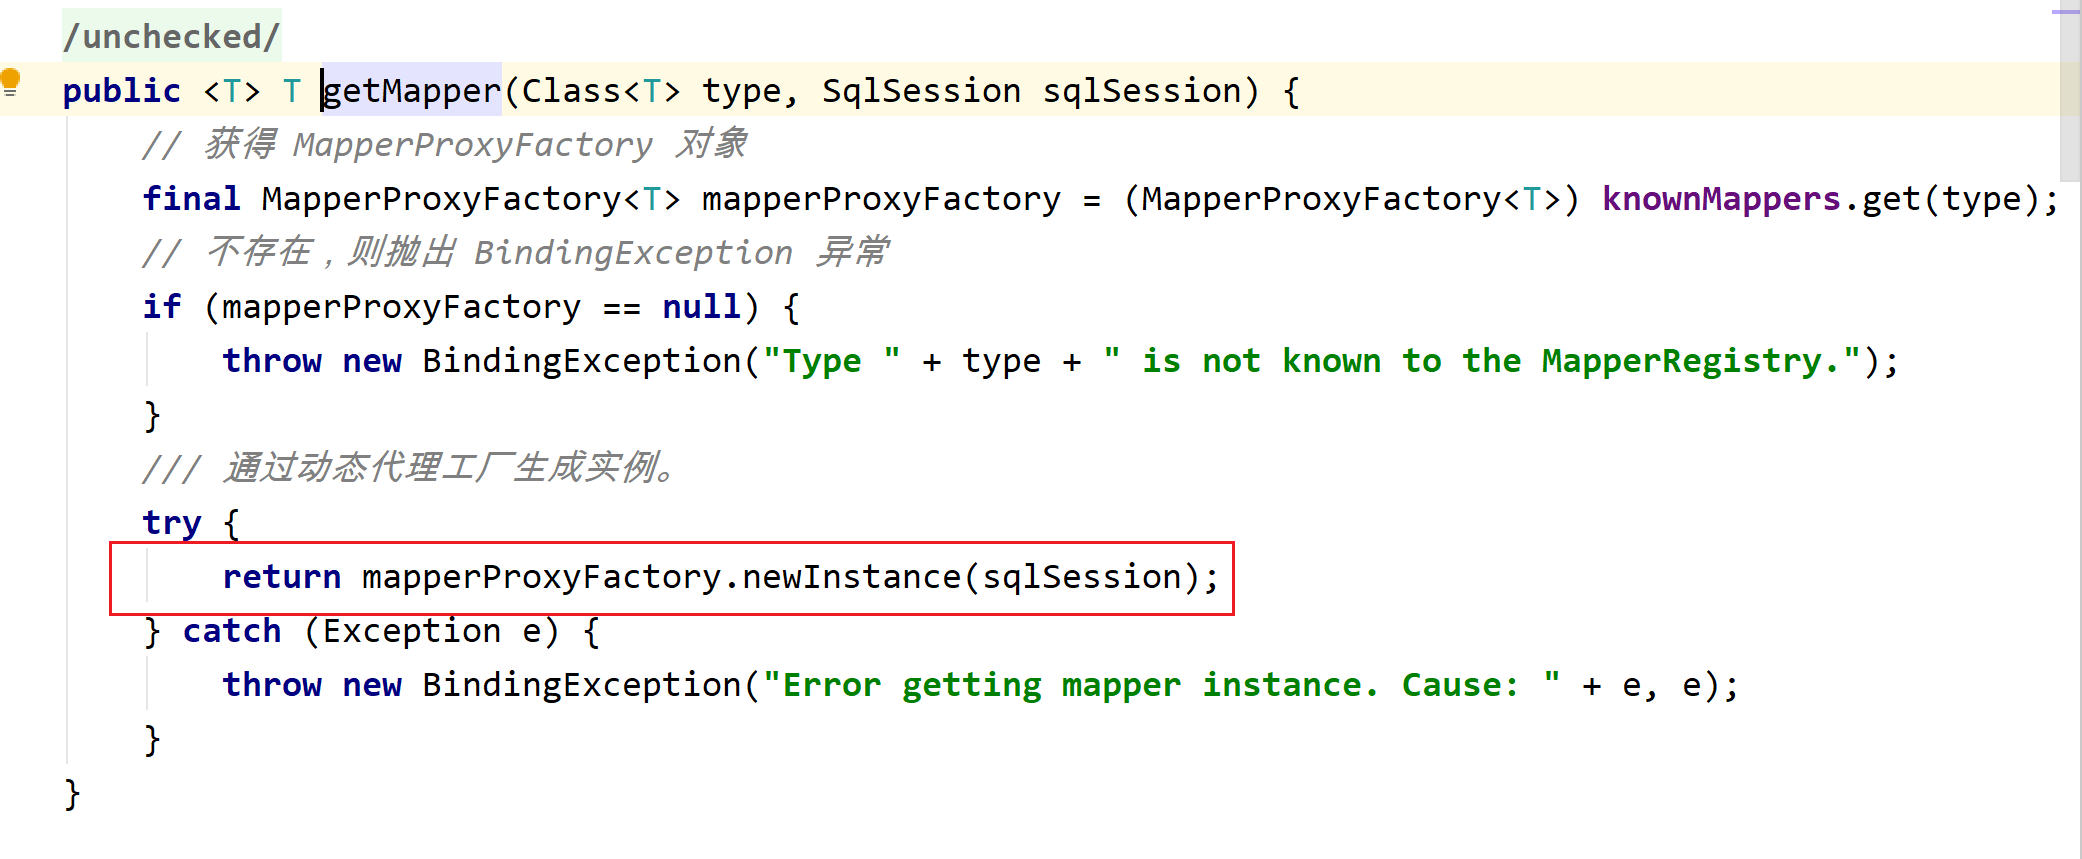 /unchecked/
public <T> T getMapper(Class<T> type, SqlSession sqlSession) {
// 获得 MapperProxyFactory 对象
final MapperProxyFactory<T> mapperProxyFactory = (MapperProxyFactory<T>) knownMappers.get(type);
// 不存在，则抛出 BindingException 异常
if (mapperProxyFactory == null) {
throw new BindingException("Type " + type + " is not known to the MapperRegistry.");
}
/// 通过动态代理工厂生成实例。
try {
return mapperProxyFactory.newInstance(sqlSession);
} catch (Exception e) {
throw new BindingException("Error getting mapper instance. Cause: " + e, e);
}
}